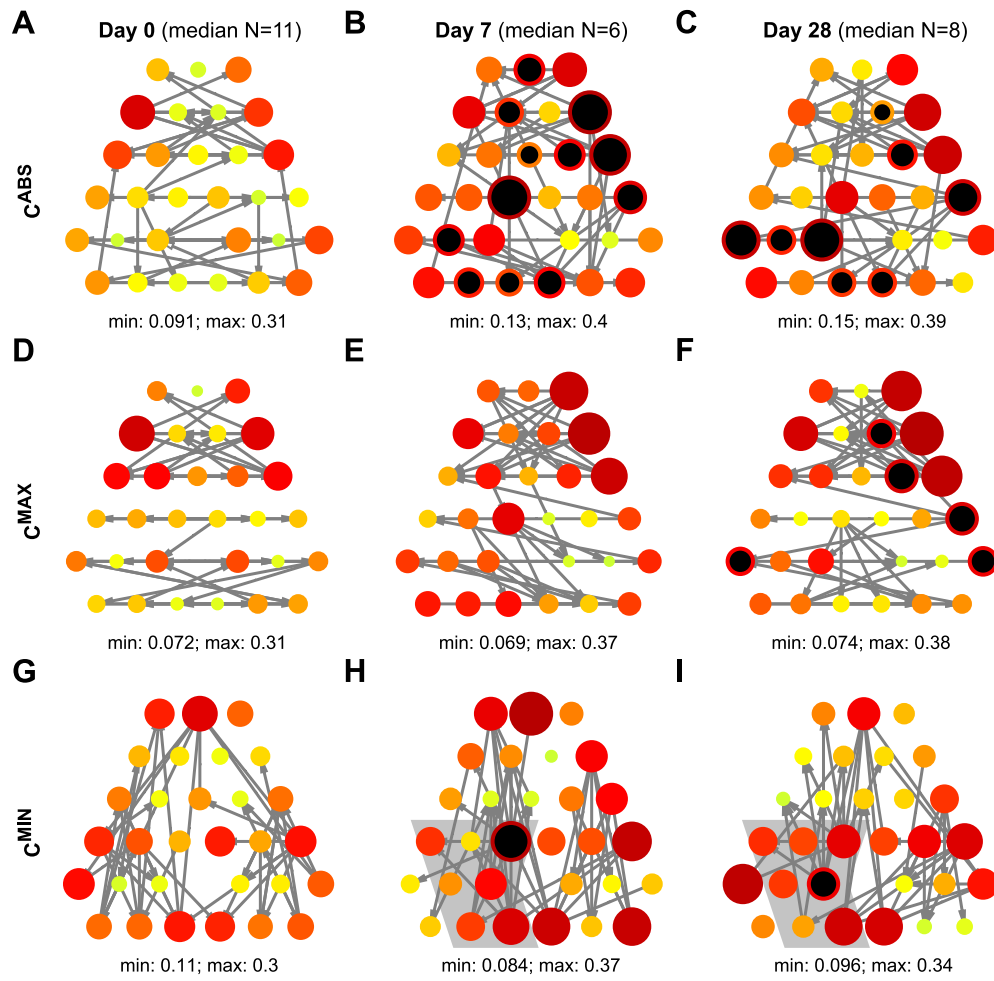 A Day 0 (median N=11)
B Day 7 (median N=6)
C Day 28 (median N=8)
CABS
min: 0.091; max: 0.31
min: 0.13; max: 0.4
min: 0.15; max: 0.39
D
E
F
CMAX
min: 0.072; max: 0.31
min: 0.069; max: 0.37
min: 0.074; max: 0.38
G
H
I
CMIN
min: 0.11; max: 0.3
min: 0.084; max: 0.37
min: 0.096; max: 0.34